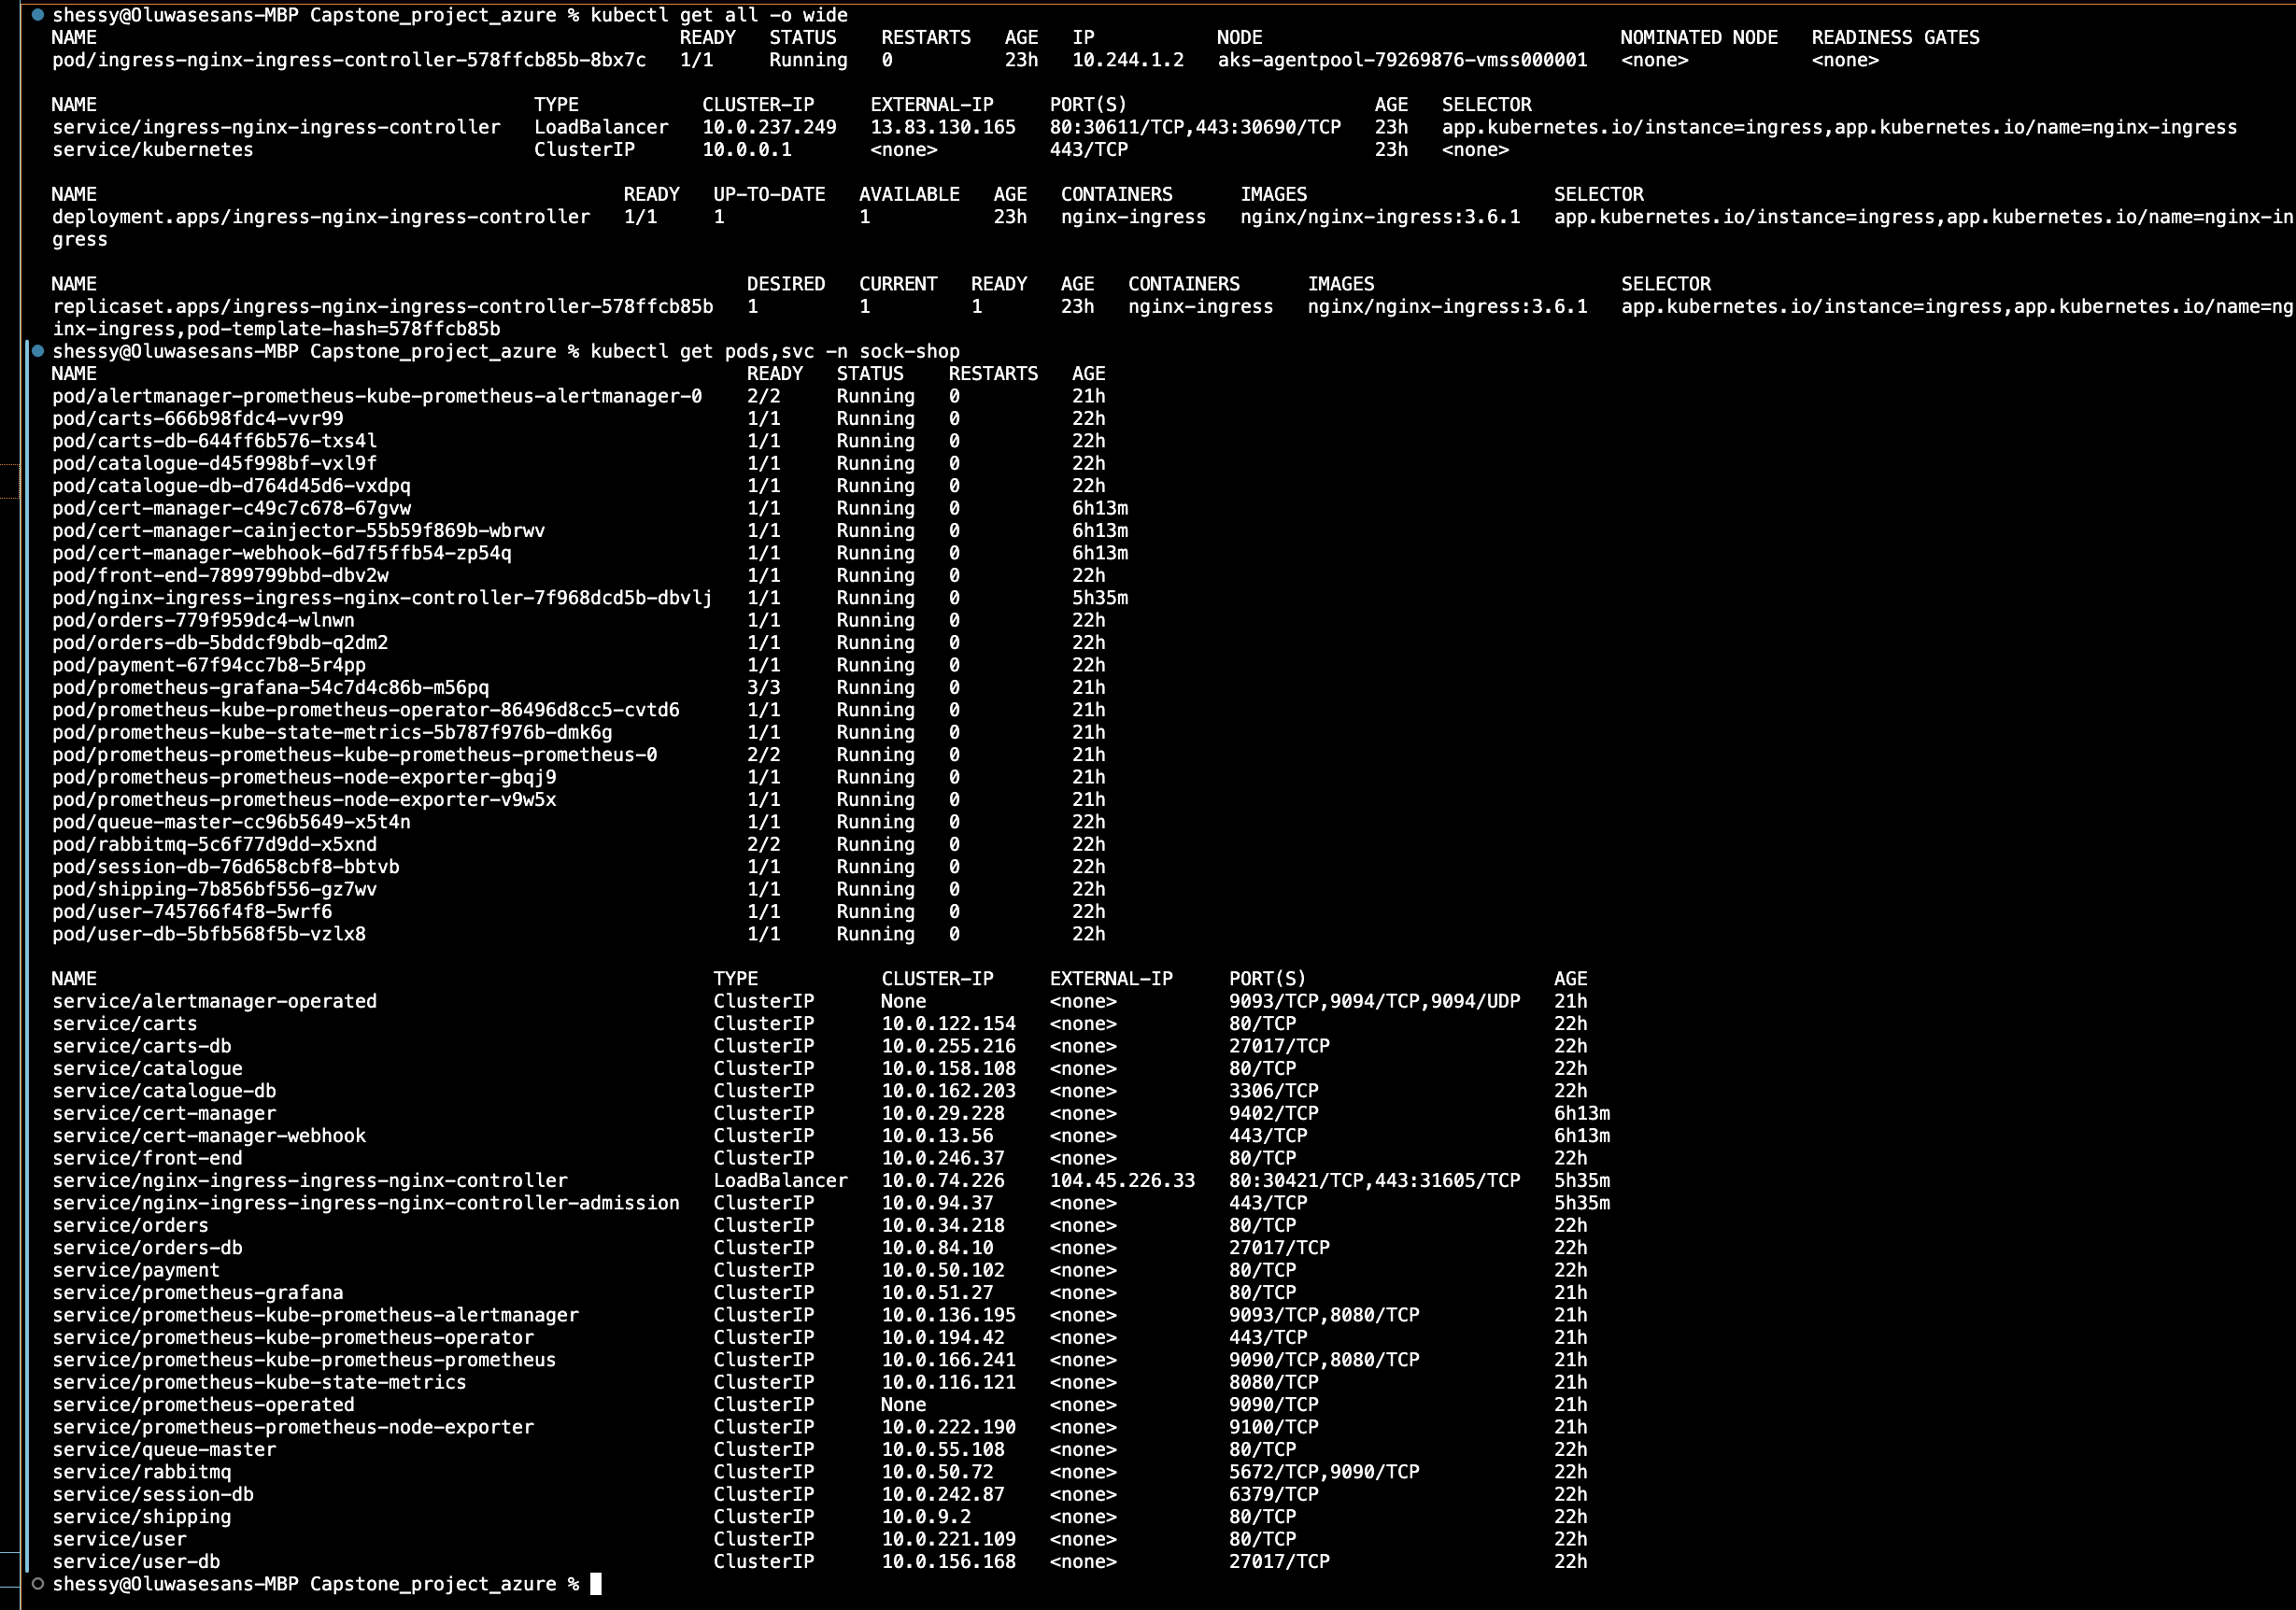 shessy@Oluwasesans-MBP Capstone_project_azure % kubectl get all -o wide
NAME READY STATUS RESTARTS AGE IP NODE NOMINATED NODE READINESS GATES
pod/ingress-nginx-ingress-controller-578ffcb85b-8bx7c 1/1 Running 0 23h 10.244.1.2 aks-agentpool-79269876-vmss000001 <none> <none>
NAME TYPE CLUSTER-IP EXTERNAL-IP PORT(S) AGE SELECTOR
service/ingress-nginx-ingress-controller LoadBalancer 10.0.237.249 13.83.130.165 80:30611/TCP,443:30690/TCP 23h app.kubernetes.io/instance=ingress,app.kubernetes.io/name=nginx-ingress
service/kubernetes ClusterIP 10.0.0.1 <none> 443/TCP 23h <none>
NAME READY UP-TO-DATE AVAILABLE AGE CONTAINERS IMAGES SELECTOR
deployment.apps/ingress-nginx-ingress-controller 1/1 1 1 23h nginx-ingress nginx/nginx-ingress:3.6.1 app.kubernetes.io/instance=ingress,app.kubernetes.io/name=nginx-in
gress
NAME DESIRED CURRENT READY AGE CONTAINERS IMAGES SELECTOR
replicaset.apps/ingress-nginx-ingress-controller-578ffcb85b 1 1 1 23h nginx-ingress nginx/nginx-ingress:3.6.1 app.kubernetes.io/instance=ingress,app.kubernetes.io/name=ng
inx-ingress,pod-template-hash=578ffcb85b
shessy@Oluwasesans-MBP Capstone_project_azure % kubectl get pods,svc -n sock-shop
NAME READY STATUS RESTARTS AGE
pod/alertmanager-prometheus-kube-prometheus-alertmanager-0 2/2 Running 0 21h
pod/carts-666b98fdc4-vvr99 1/1 Running 0 22h
pod/carts-db-644ff6b576-txs4l 1/1 Running 0 22h
pod/catalogue-d45f998bf-vxl9f 1/1 Running 0 22h
pod/catalogue-db-d764d45d6-vxdpq 1/1 Running 0 22h
pod/cert-manager-c49c7c678-67gvw 1/1 Running 0 6h13m
pod/cert-manager-cainjector-55b59f869b-wbrwv 1/1 Running 0 6h13m
pod/cert-manager-webhook-6d7f5ffb54-zp54q 1/1 Running 0 6h13m
pod/front-end-7899799bbd-dbv2w 1/1 Running 0 22h
pod/nginx-ingress-ingress-nginx-controller-7f968dcd5b-dbvlj 1/1 Running 0 5h35m
pod/orders-779f959dc4-wlnwn 1/1 Running 0 22h
pod/orders-db-5bddcf9bdb-q2dm2 1/1 Running 0 22h
pod/payment-67f94cc7b8-5r4pp 1/1 Running 0 22h
pod/prometheus-grafana-54c7d4c86b-m56pq 3/3 Running 0 21h
pod/prometheus-kube-prometheus-operator-86496d8cc5-cvtd6 1/1 Running 0 21h
pod/prometheus-kube-state-metrics-5b787f976b-dmk6g 1/1 Running 0 21h
pod/prometheus-prometheus-kube-prometheus-prometheus-0 2/2 Running 0 21h
pod/prometheus-prometheus-node-exporter-gbqj9 1/1 Running 0 21h
pod/prometheus-prometheus-node-exporter-v9w5x 1/1 Running 0 21h
pod/queue-master-cc96b5649-x5t4n 1/1 Running 0 22h
pod/rabbitmq-5c6f77d9dd-x5xnd 2/2 Running 0 22h
pod/session-db-76d658cbf8-bbtvb 1/1 Running 0 22h
pod/shipping-7b856bf556-gz7wv 1/1 Running 0 22h
pod/user-745766f4f8-5wrf6 1/1 Running 0 22h
pod/user-db-5bfb568f5b-vzlx8 1/1 Running 0 22h
NAME TYPE CLUSTER-IP EXTERNAL-IP PORT(S) AGE
service/alertmanager-operated ClusterIP None <none> 9093/TCP,9094/TCP,9094/UDP 21h
service/carts ClusterIP 10.0.122.154 <none> 80/TCP 22h
service/carts-db ClusterIP 10.0.255.216 <none> 27017/TCP 22h
service/catalogue ClusterIP 10.0.158.108 <none> 80/TCP 22h
service/catalogue-db ClusterIP 10.0.162.203 <none> 3306/TCP 22h
service/cert-manager ClusterIP 10.0.29.228 <none> 9402/TCP 6h13m
service/cert-manager-webhook ClusterIP 10.0.13.56 <none> 443/TCP 6h13m
service/front-end ClusterIP 10.0.246.37 <none> 80/TCP 22h
service/nginx-ingress-ingress-nginx-controller LoadBalancer 10.0.74.226 104.45.226.33 80:30421/TCP,443:31605/TCP 5h35m
service/nginx-ingress-ingress-nginx-controller-admission ClusterIP 10.0.94.37 <none> 443/TCP 5h35m
service/orders ClusterIP 10.0.34.218 <none> 80/TCP 22h
service/orders-db ClusterIP 10.0.84.10 <none> 27017/TCP 22h
service/payment ClusterIP 10.0.50.102 <none> 80/TCP 22h
service/prometheus-grafana ClusterIP 10.0.51.27 <none> 80/TCP 21h
service/prometheus-kube-prometheus-alertmanager ClusterIP 10.0.136.195 <none> 9093/TCP,8080/TCP 21h
service/prometheus-kube-prometheus-operator ClusterIP 10.0.194.42 <none> 443/TCP 21h
service/prometheus-kube-prometheus-prometheus ClusterIP 10.0.166.241 <none> 9090/TCP,8080/TCP 21h
service/prometheus-kube-state-metrics ClusterIP 10.0.116.121 <none> 8080/TCP 21h
service/prometheus-operated ClusterIP None <none> 9090/TCP 21h
service/prometheus-prometheus-node-exporter ClusterIP 10.0.222.190 <none> 9100/TCP 21h
service/queue-master ClusterIP 10.0.55.108 <none> 80/TCP 22h
service/rabbitmq ClusterIP 10.0.50.72 <none> 5672/TCP,9090/TCP 22h
service/session-db ClusterIP 10.0.242.87 <none> 6379/TCP 22h
service/shipping ClusterIP 10.0.9.2 <none> 80/TCP 22h
service/user ClusterIP 10.0.221.109 <none> 80/TCP 22h
service/user-db ClusterIP 10.0.156.168 <none> 27017/TCP 22h
shessy@Oluwasesans-MBP Capstone_project_azure %